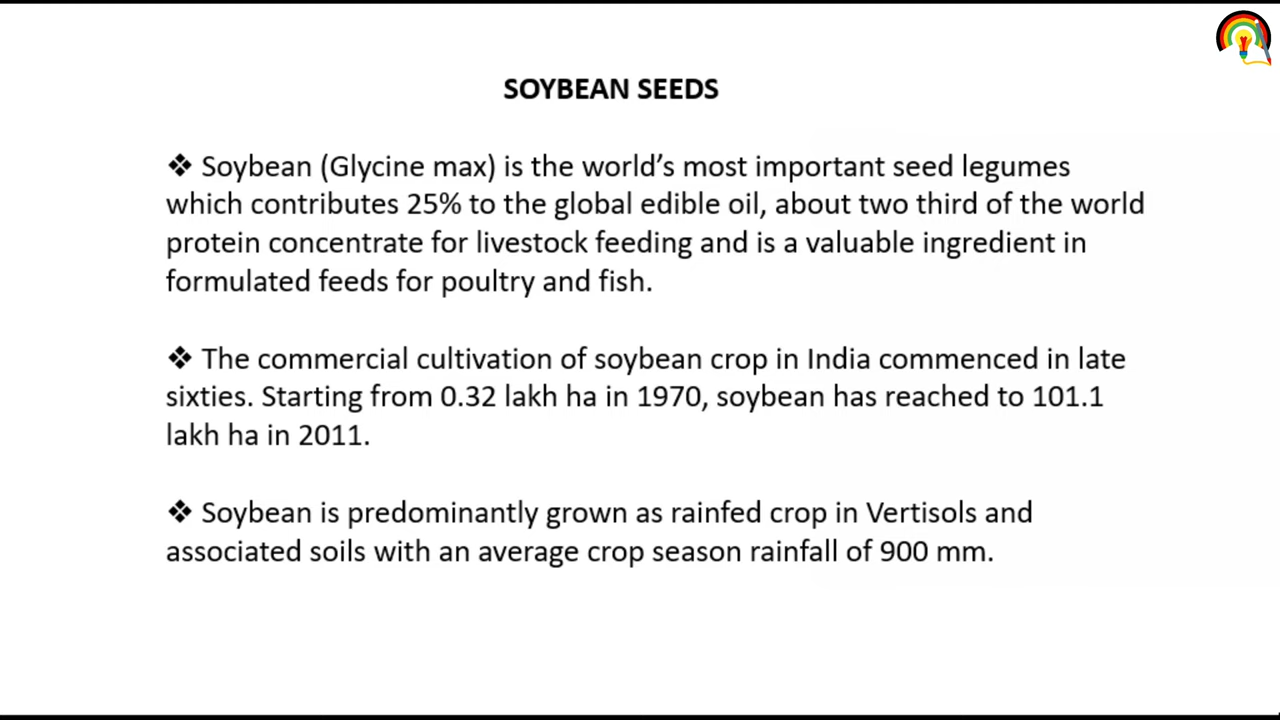 SOYBEAN SEEDS
❖ Soybean (Glycine max) is the world’s most important seed legumes
which contributes 25% to the global edible oil, about two third of the world
protein concentrate for livestock feeding and is a valuable ingredient in
formulated feeds for poultry and fish.
❖ The commercial cultivation of soybean crop in India commenced in late
sixties. Starting from 0.32 lakh ha in 1970, soybean has reached to 101.1
lakh ha in 2011.
❖ Soybean is predominantly grown as rainfed crop in Vertisols and
associated soils with an average crop season rainfall of 900 mm.